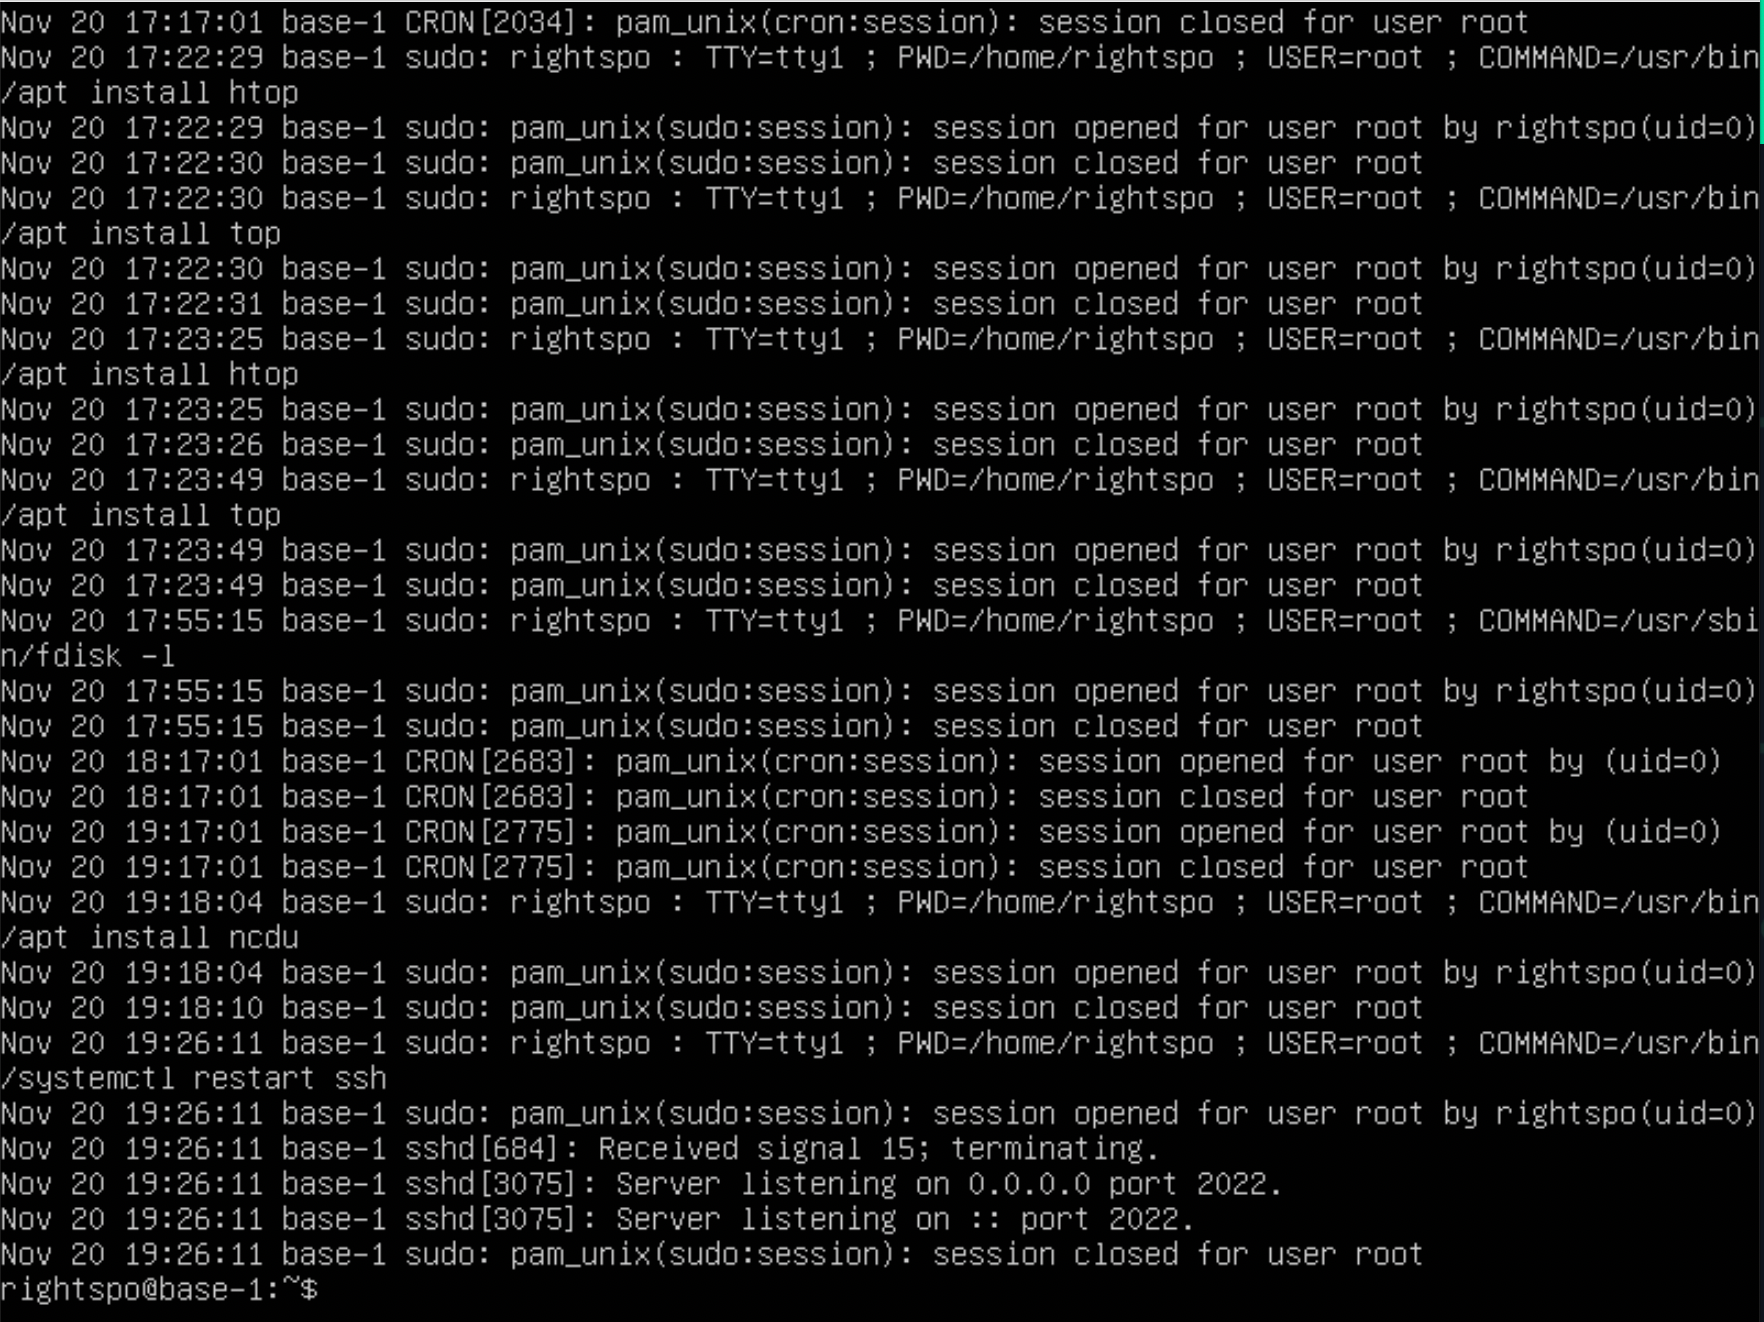 Nov 20 17:17:01 base-1 CRON[2034]: pam_unix(cron:session): session closed for user root
Nov 20 17:22:29 base-1 sudo: rightspo : TTY=tty1 ; PWD=/home/rightspo ; USER=root ; COMMAND=/usr/bin
/apt install htop
Nov 20 17:22:29 base-1 sudo: pam_unix(sudo:session): session opened for user root by rightspo(uid=0)
Nov 20 17:22:30 base-1 sudo: pam_unix(sudo:session): session closed for user root
Nov 20 17:22:30 base-1 sudo: rightspo : TTY=tty1 ; PWD=/home/rightspo ; USER=root ; COMMAND=/usr/bin
/apt install top
Nov 20 17:22:30 base-1 sudo: pam_unix(sudo:session): session opened for user root by rightspo(uid=0)
Nov 20 17:22:31 base-1 sudo: pam_unix(sudo:session): session closed for user root
Nov 20 17:23:25 base-1 sudo: rightspo : TTY=tty1 ; PWD=/home/rightspo ; USER=root ; COMMAND=/usr/bin
/apt install htop
Nov 20 17:23:25 base-1 sudo: pam_unix(sudo:session): session opened for user root by rightspo(uid=0)
Nov 20 17:23:26 base-1 sudo: pam_unix(sudo:session): session closed for user root
Nov 20 17:23:49 base-1 sudo: rightspo : TTY=tty1 ; PWD=/home/rightspo ; USER=root ; COMMAND=/usr/bin
/apt install top
Nov 20 17:23:49 base-1 sudo: pam_unix(sudo:session): session opened for user root by rightspo(uid=0)
Nov 20 17:23:49 base-1 sudo: pam_unix(sudo:session): session closed for user root
Nov 20 17:55:15 base-1 sudo: rightspo : TTY=tty1 ; PWD=/home/rightspo ; USER=root ; COMMAND=/usr/sbi
n/fdisk -l
Nov 20 17:55:15 base-1 sudo: pam_unix(sudo:session): session opened for user root by rightspo(uid=0)
Nov 20 17:55:15 base-1 sudo: pam_unix(sudo:session): session closed for user root
Nov 20 18:17:01 base-1 CRON[2683]: pam_unix(cron:session): session opened for user root by (uid=0)
Nov 20 18:17:01 base-1 CRON[2683]: pam_unix(cron:session): session closed for user root
Nov 20 19:17:01 base-1 CRON[2775]: pam_unix(cron:session): session opened for user root by (uid=0)
Nov 20 19:17:01 base-1 CRON[2775]: pam_unix(cron:session): session closed for user root
Nov 20 19:18:04 base-1 sudo: rightspo : TTY=tty1 ; PWD=/home/rightspo ; USER=root ; COMMAND=/usr/bin
/apt install ncdu
Nov 20 19:18:04 base-1 sudo: pam_unix(sudo:session): session opened for user root by rightspo(uid=0)
Nov 20 19:18:10 base-1 sudo: pam_unix(sudo:session): session closed for user root
Nov 20 19:26:11 base-1 sudo: rightspo : TTY=tty1 ; PWD=/home/rightspo ; USER=root ; COMMAND=/usr/bin
/systemctl restart ssh
Nov 20 19:26:11 base-1 sudo: pam_unix(sudo:session): session opened for user root by rightspo(uid=0)
Nov 20 19:26:11 base-1 sshd[684]: Received signal 15; terminating.
Nov 20 19:26:11 base-1 sshd[3075]: Server listening on 0.0.0.0 port 2022.
Nov 20 19:26:11 base-1 sshd[3075]: Server listening on :: port 2022.
Nov 20 19:26:11 base-1 sudo: pam_unix(sudo:session): session closed for user root
rightspo@base-1:~$